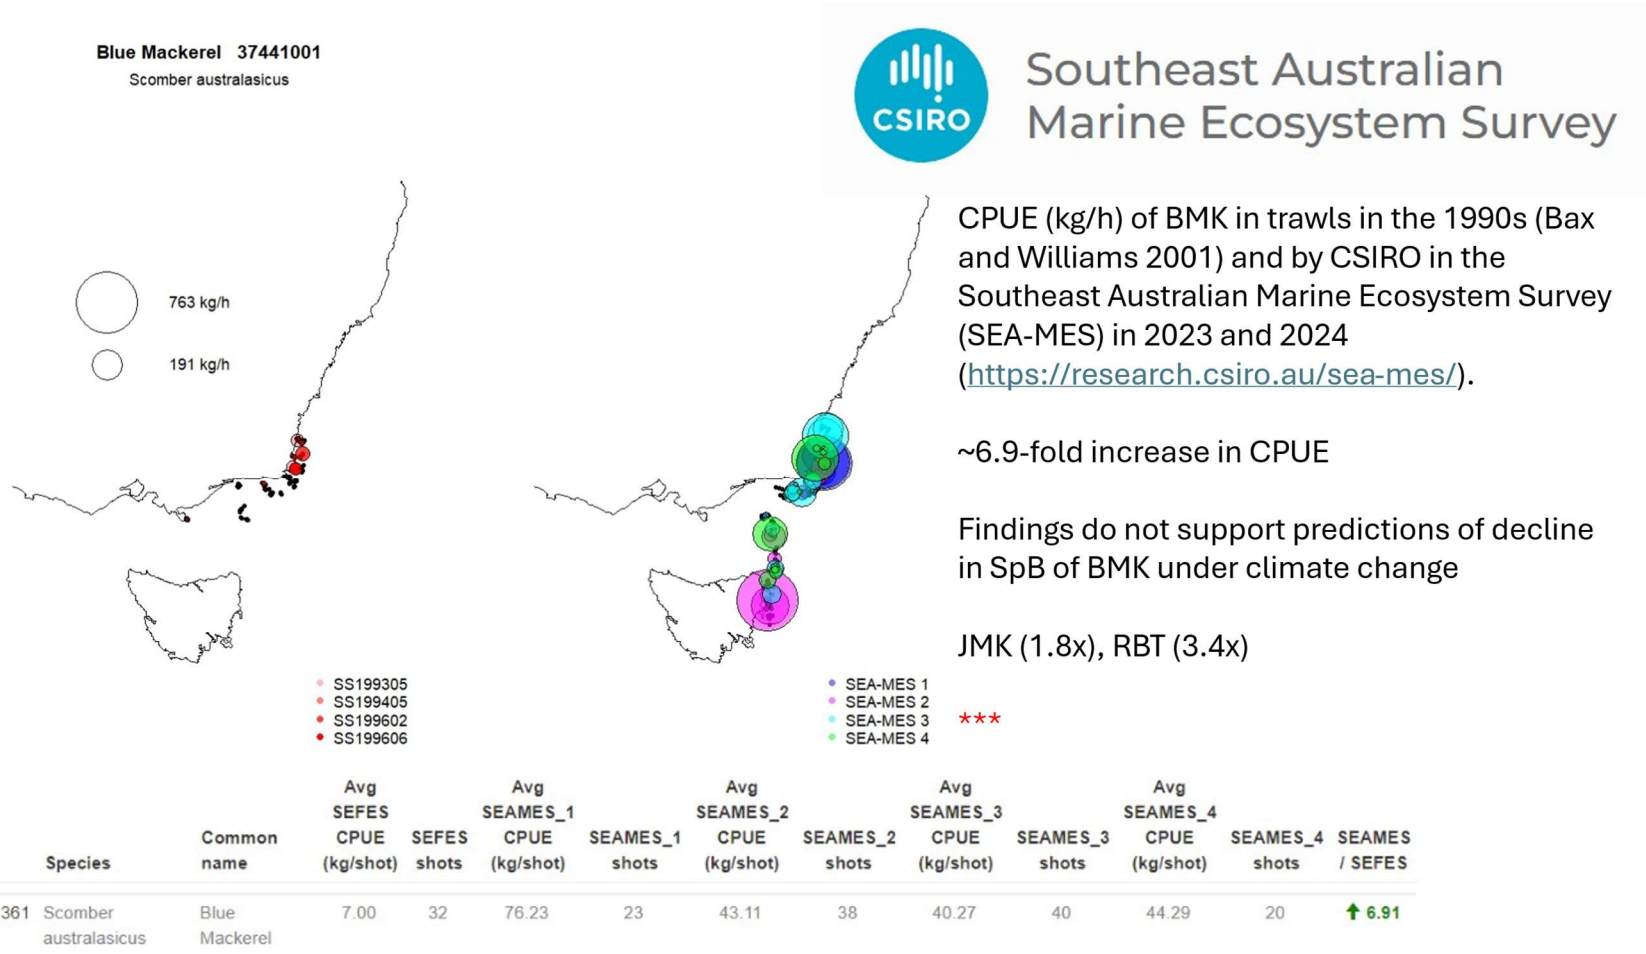 Blue Mackerel 37441001
Scomber australasicus
CSIRO
Southeast Australian
Marine Ecosystem Survey
763 kg/h
191 kg/h
CPUE (kg/h) of BMK in trawls in the 1990s (Bax
and Williams 2001) and by CSIRO in the
Southeast Australian Marine Ecosystem Survey
(SEA-MES) in 2023 and 2024
(https://research.csiro.au/sea-mes/).
~6.9-fold increase in CPUE
Findings do not support predictions of decline
in SpB of BMK under climate change
JMK (1.8x), RBT (3.4x)
***
SS199305
SS199405
SS199602
SS199606
SEA-MES 1
SEA-MES 2
SEA-MES 3
SEA-MES 4
Species
Common
name
Avg
SEFES
CPUE
(kg/shot)
SEFES
shots
Avg
SEAMES_1
CPUE
(kg/shot)
SEAMES_1
shots
Avg
SEAMES_2
CPUE
(kg/shot)
SEAMES_2
shots
Avg
SEAMES_3
CPUE
(kg/shot)
SEAMES_3
shots
Avg
SEAMES_4
CPUE
(kg/shot)
SEAMES_4
shots
SEAMES
/ SEFES
361 Scomber Blue 7.00 32 76.23 23 43.11 38 40.27 40 44.29 20 ↑ 6.91
australasicus Mackerel